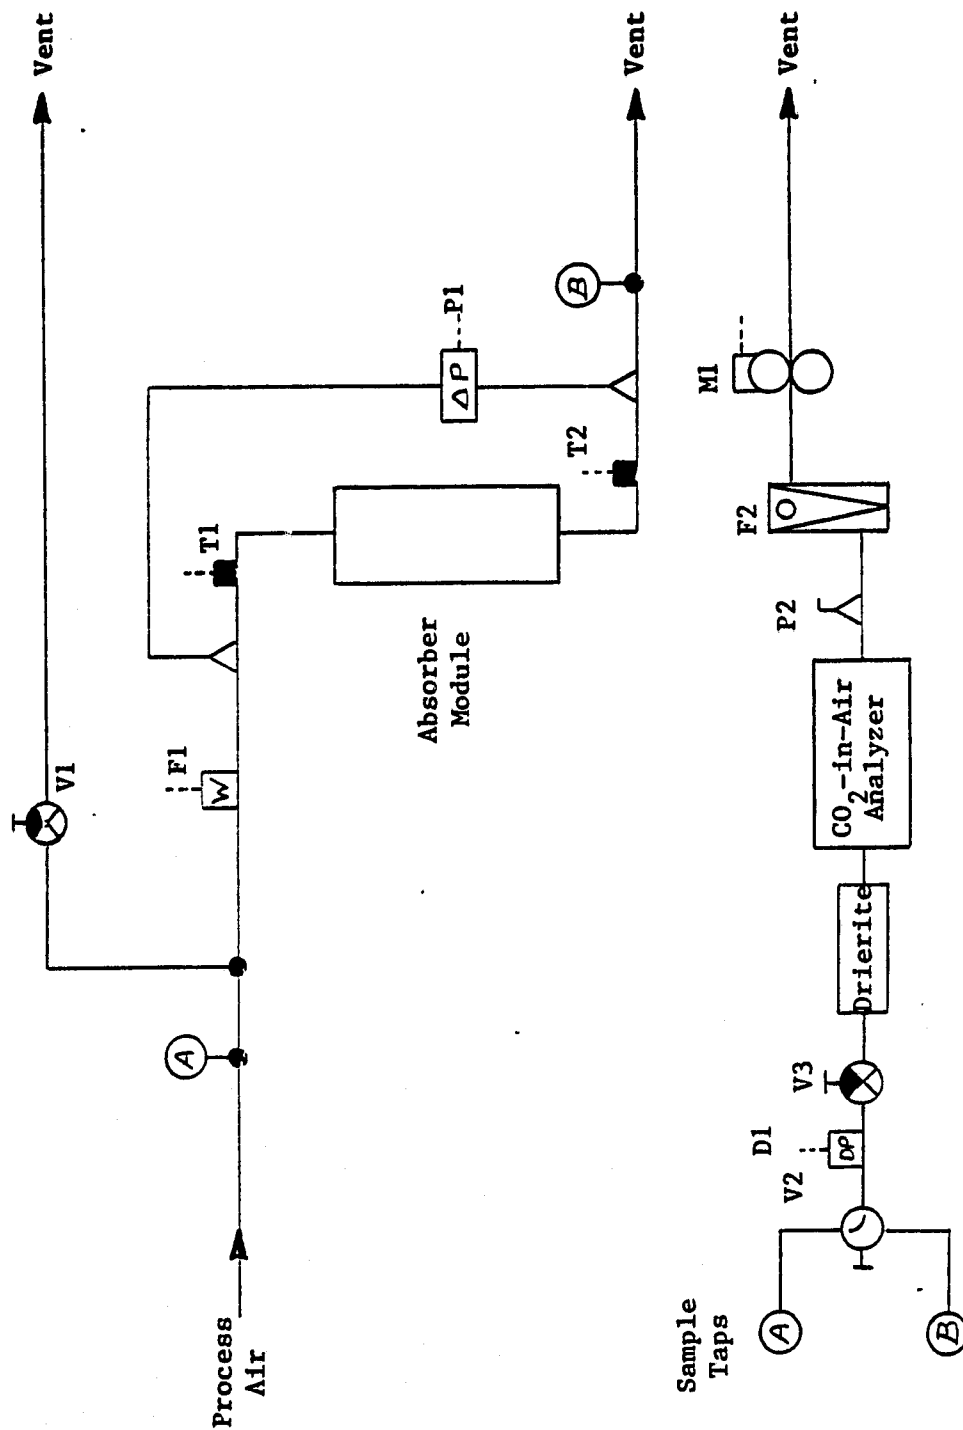 Vent
V1
Process
Air
A
F1
W
T1
Absorber
Module
ΔP
P1
T2
B
Vent
Sample
Taps
A
B
V2
D1
DP
V3
Drierite
CO2-in-Air
Analyzer
P2
F2
M1
Vent